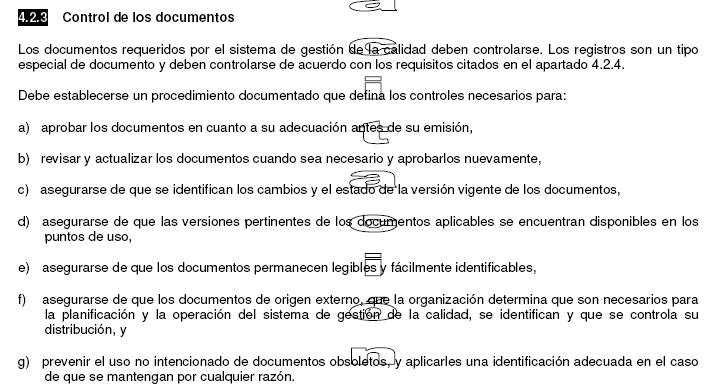 4.2.3 Control de los documentos
Los documentos requeridos por el sistema de gestión de la calidad deben controlarse. Los registros son un tipo
especial de documento y deben controlarse de acuerdo con los requisitos citados en el apartado 4.2.4.
Debe establecerse un procedimiento documentado que defina los controles necesarios para:
a) aprobar los documentos en cuanto a su adecuación antes de su emisión,
b) revisar y actualizar los documentos cuando sea necesario y aprobarlos nuevamente,
c) asegurarse de que se identifican los cambios y el estado de la versión vigente de los documentos,
d) asegurarse de que las versiones pertinentes de los documentos aplicables se encuentran disponibles en los
puntos de uso,
e) asegurarse de que los documentos permanecen legibles y fácilmente identificables,
f) asegurarse de que los documentos de origen externo, que la organización determina que son necesarios para
la planificación y la operación del sistema de gestión de la calidad, se identifican y que se controla su
distribución, y
g) prevenir el uso no intencionado de documentos obsoletos, y aplicarles una identificación adecuada en el caso
de que se mantengan por cualquier razón.